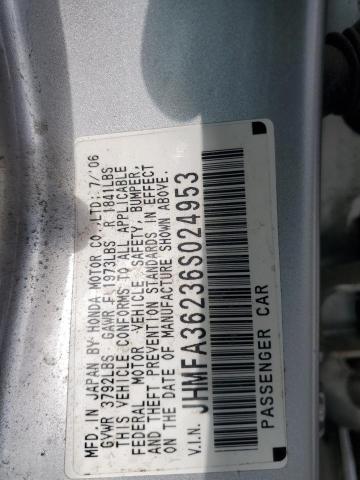 MFD. IN JAPAN BY HONDA MOTOR CO., LTD; 7/'06
GVWR 3792LBS GAWR F 1973LBS R 1841LBS
THIS VEHICLE CONFORMS TO ALL APPLICABLE
FEDERAL MOTOR VEHICLE SAFETY, BUMPER,
AND THEFT PREVENTION STANDARDS IN EFFECT
ON THE DATE OF MANUFACTURE SHOWN ABOVE.
V.I.N. JHMFA36236S024953
PASSENGER CAR